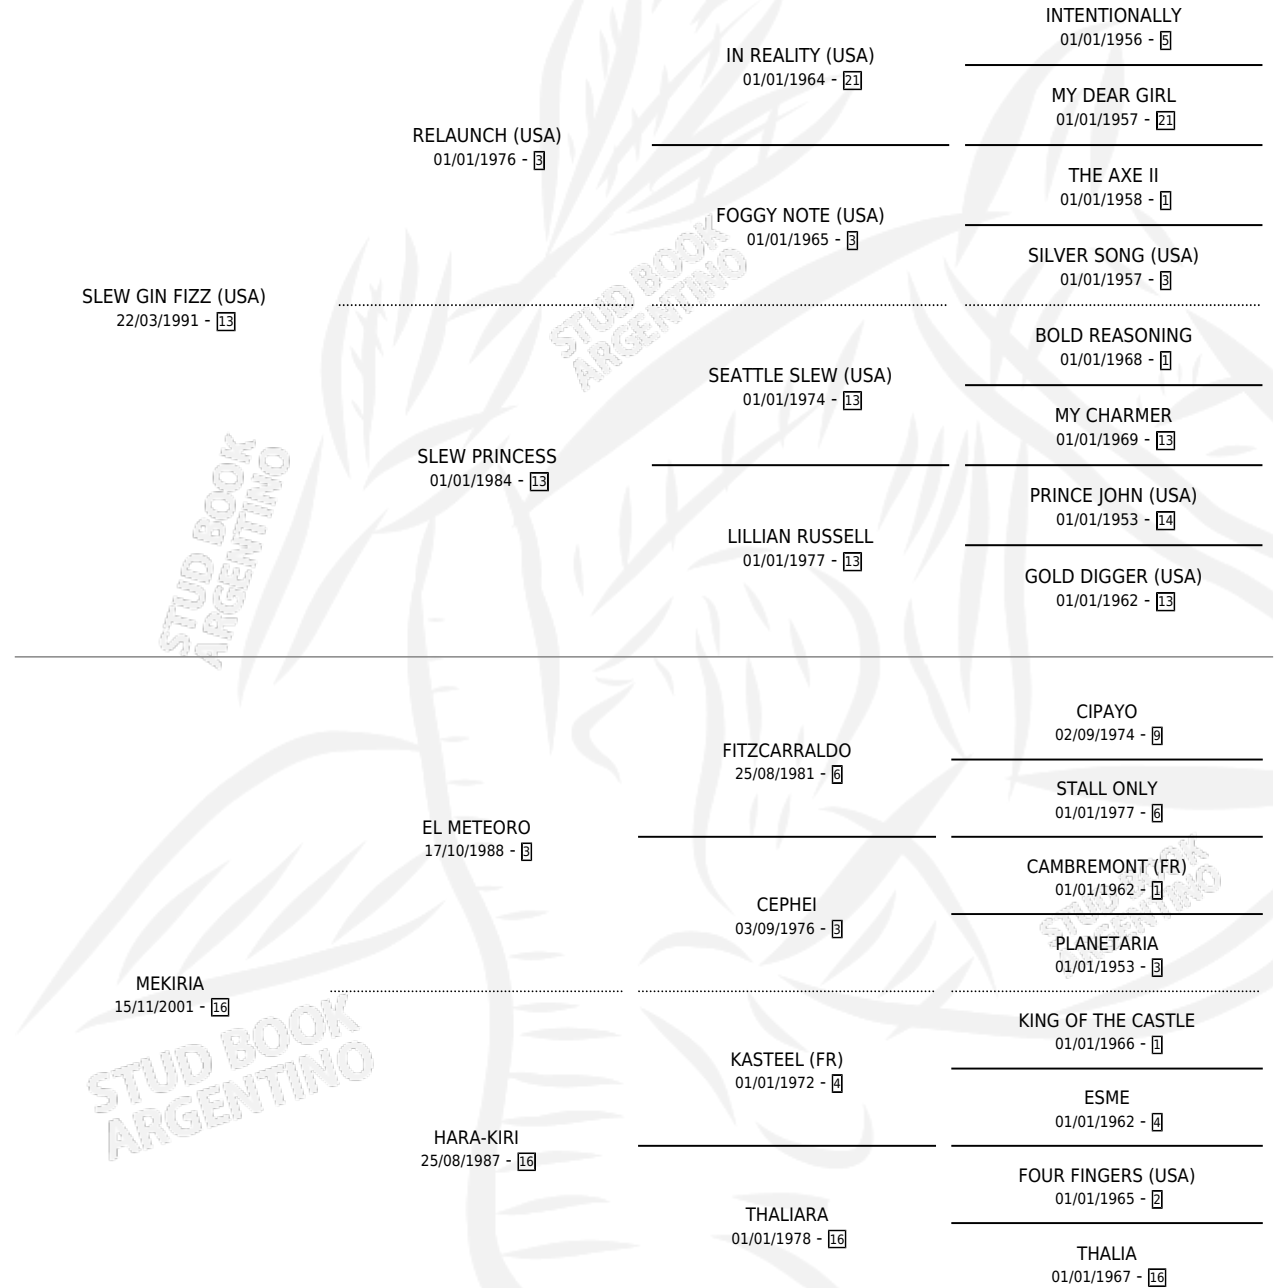 INTENTIONALLY
01/01/1956 - 5
IN REALITY (USA)
01/01/1964 - 21
MY DEAR GIRL
01/01/1957 - 21
RELAUNCH (USA)
01/01/1976 - 3
THE AXE II
01/01/1958 - 1
FOGGY NOTE (USA)
01/01/1965 - 3
SILVER SONG (USA)
01/01/1957 - 3
SLEW GIN FIZZ (USA)
22/03/1991 - 13
BOLD REASONING
01/01/1968 - 1
SEATTLE SLEW (USA)
01/01/1974 - 13
MY CHARMER
01/01/1969 - 13
SLEW PRINCESS
01/01/1984 - 13
PRINCE JOHN (USA)
01/01/1953 - 14
LILLIAN RUSSELL
01/01/1977 - 13
GOLD DIGGER (USA)
01/01/1962 - 13
CIPAYO
02/09/1974 - 9
FITZCARRALDO
25/08/1981 - 6
STALL ONLY
01/01/1977 - 6
EL METEORO
17/10/1988 - 3
CAMBREMONT (FR)
01/01/1962 - 1
CEPHEI
03/09/1976 - 3
PLANETARIA
01/01/1953 - 3
MEKIRIA
15/11/2001 - 16
KING OF THE CASTLE
01/01/1966 - 1
KASTEEL (FR)
01/01/1972 - 4
ESME
01/01/1962 - 4
HARA-KIRI
25/08/1987 - 16
FOUR FINGERS (USA)
01/01/1965 - 2
THALIARA
01/01/1978 - 16
THALIA
01/01/1967 - 16
STUD BOOK
ARGENTINO
STUD BOOK
ARGENTINO
STUD BOOK
ARGENTINO
STUD BOOK
ARGENTINO